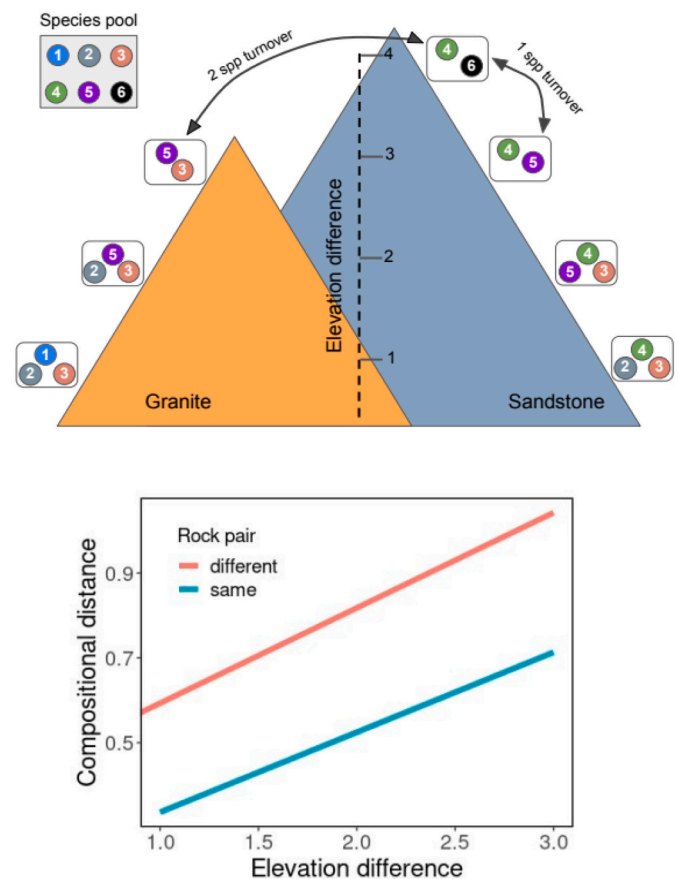 Species pool
1 2 3
4 5 6
2 spp turnover
1 spp turnover
4 6
5 3
4 5
5
2 3
4
5 3
1
2 3
4
2 3
Elevation difference
4
3
2
1
Granite
Sandstone
Rock pair
different
same
Compositional distance
0.9
0.7
0.5
1.0 1.5 2.0 2.5 3.0
Elevation difference